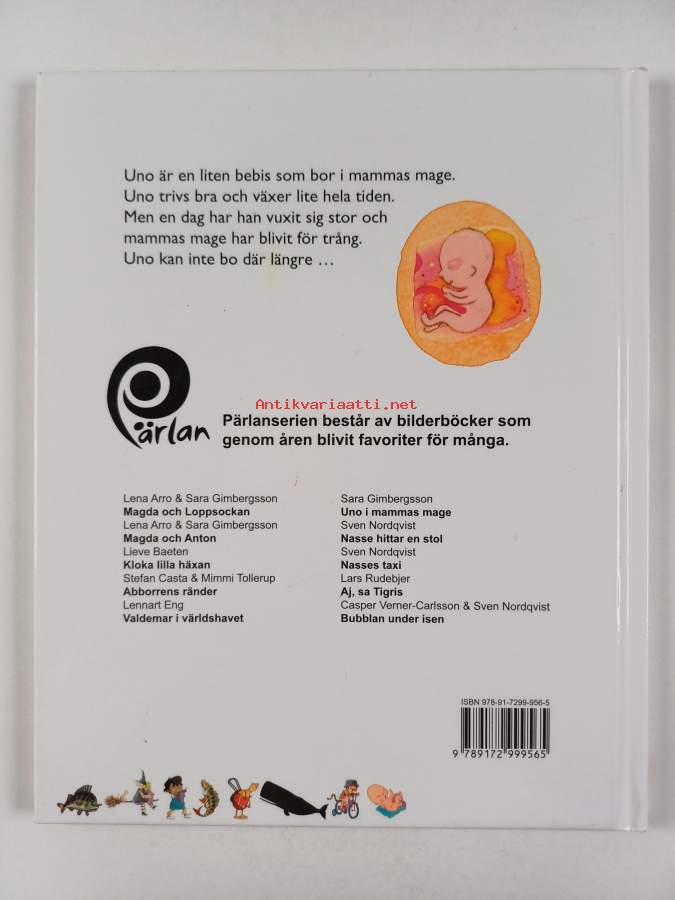 Uno är en liten bebis som bor i mammas mage.
Uno trivs bra och växer lite hela tiden.
Men en dag har han vuxit sig stor och
mammas mage har blivit för trång.
Uno kan inte bo där längre …
Pärlan
Antikvariaatti.net
Pärlanserien består av bilderböcker som
genom åren blivit favoriter för många.
Lena Arro & Sara Gimbergsson
Magda och Loppsockan
Lena Arro & Sara Gimbergsson
Magda och Anton
Lieve Baeten
Kloka lilla häxan
Stefan Casta & Mimmi Tollerup
Abborrens ränder
Lennart Eng
Valdemar i världshavet
Sara Gimbergsson
Uno i mammas mage
Sven Nordqvist
Nasse hittar en stol
Sven Nordqvist
Nasses taxi
Lars Rudebjer
Aj, sa Tigris
Casper Verner-Carlsson & Sven Nordqvist
Bubblan under isen
ISBN 978-91-7299-956-5
9 789172 999565